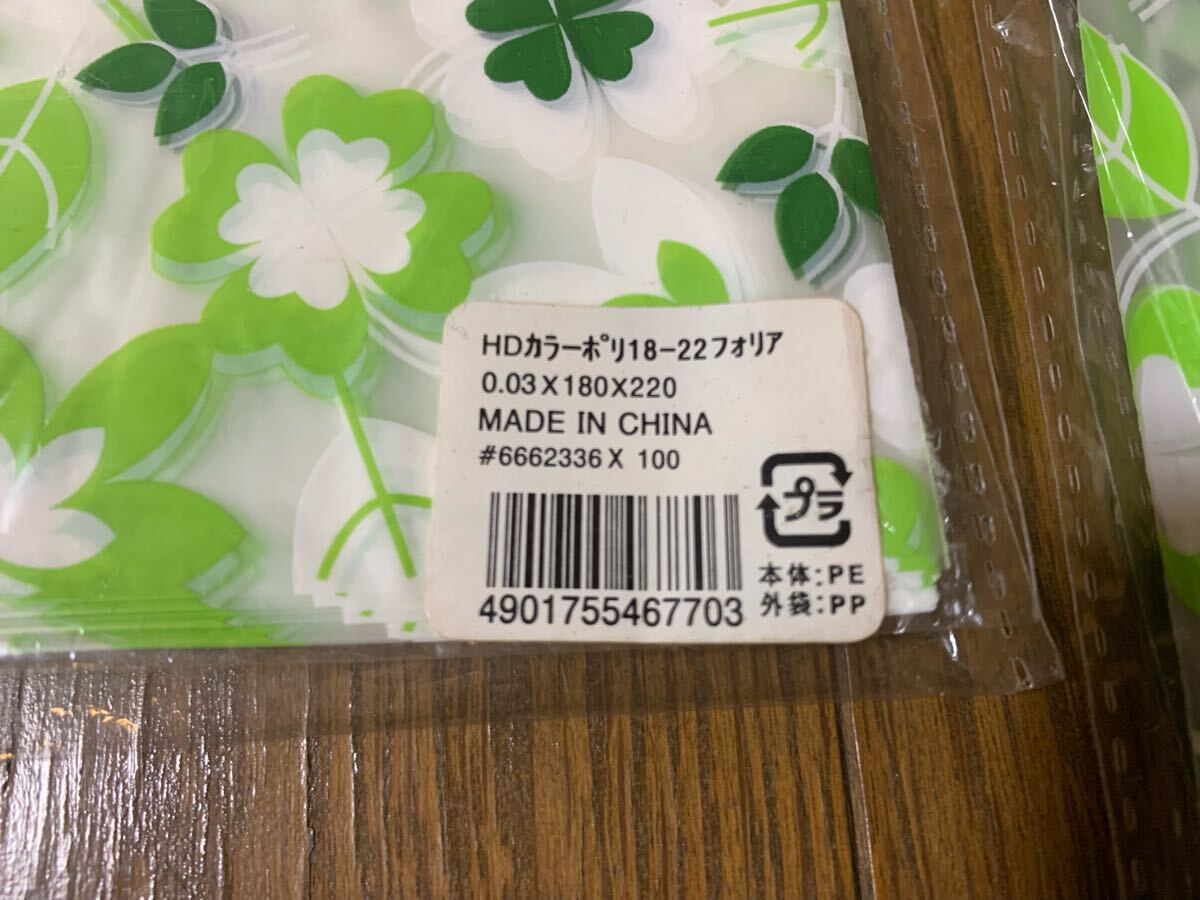 HDカラーポリ18-22フォリア
0.03X180X220
MADE IN CHINA
#6662336 X 100
プラ
本体:PE
外袋:PP
4901755467703